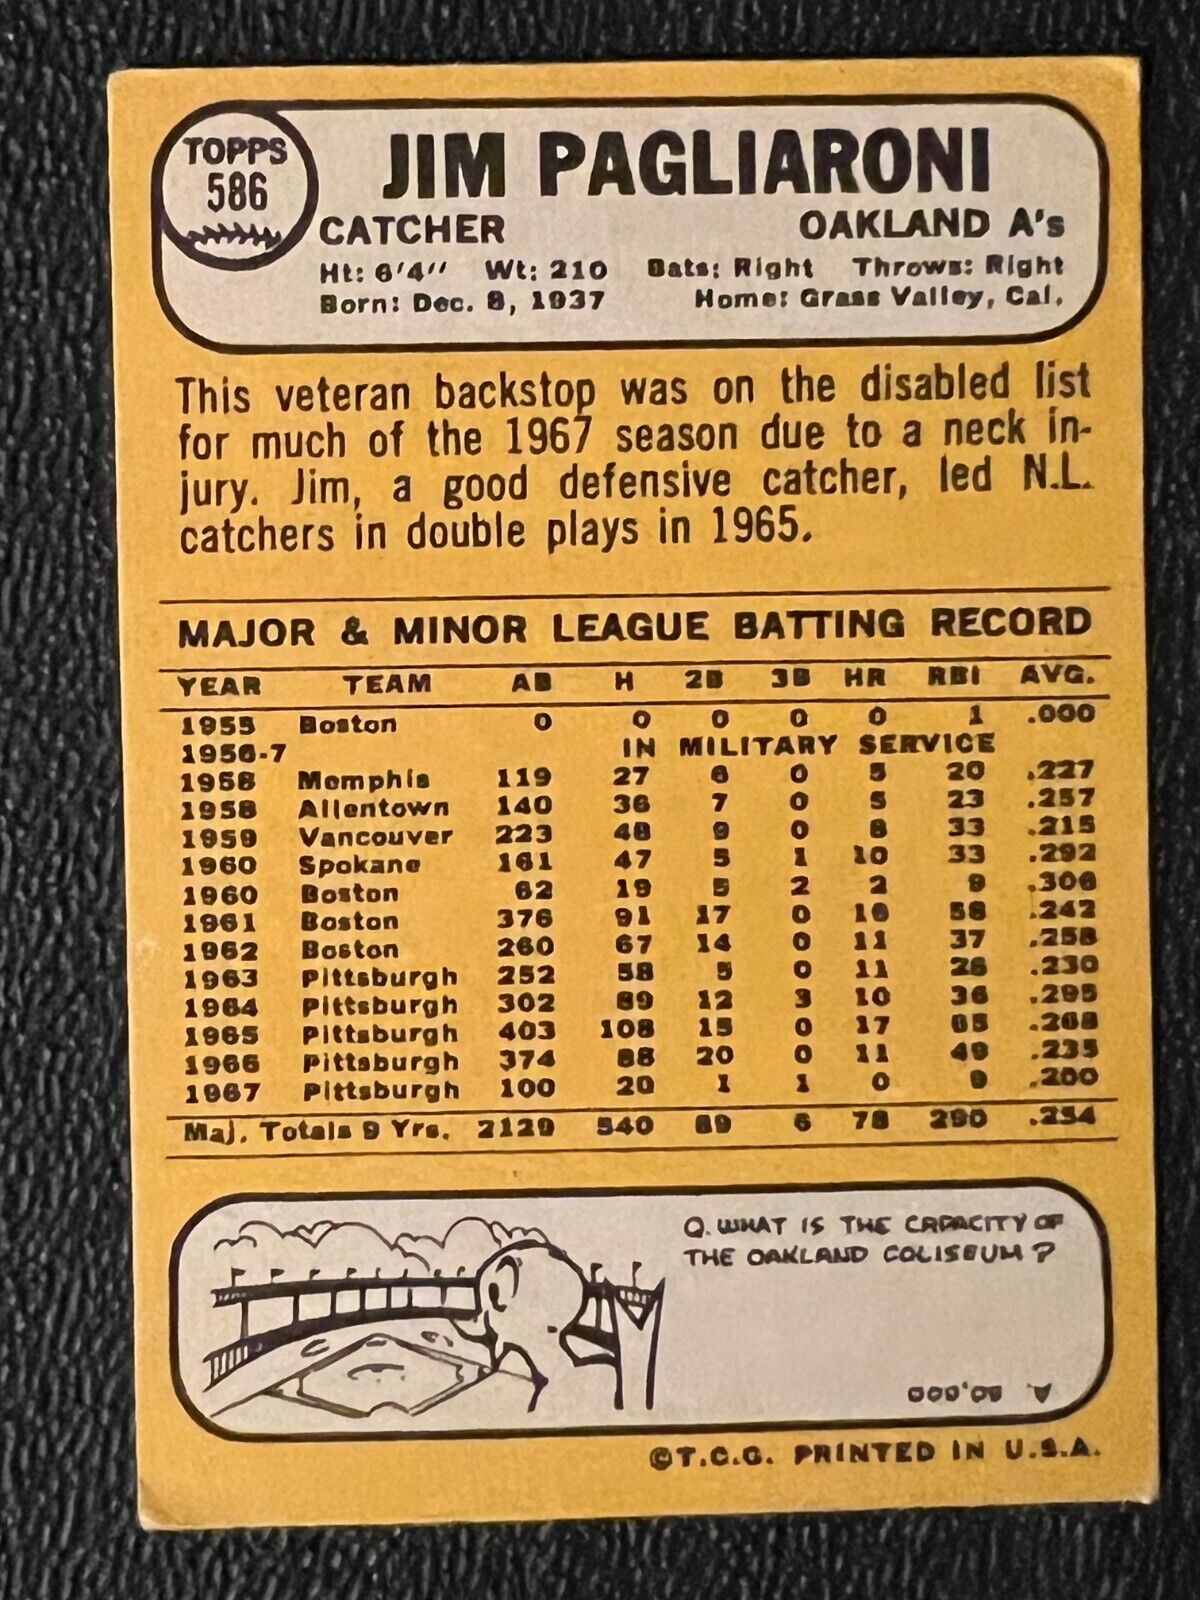 TOPPS
586
JIM PAGLIARONI
CATCHER OAKLAND A's
Ht: 6'4" Wt: 210 Bats: Right Throws: Right
Born: Dec. 8, 1937 Home: Grass Valley, Cal.
This veteran backstop was on the disabled list
for much of the 1967 season due to a neck in-
jury. Jim, a good defensive catcher, led N.L.
catchers in double plays in 1965.
MAJOR & MINOR LEAGUE BATTING RECORD
YEAR TEAM AB H 2B 3B HR RBI AVG.
1955 Boston 0 0 0 0 0 1 .000
1956-7 IN MILITARY SERVICE
1958 Memphis 119 27 6 0 5 20 .227
1958 Allentown 140 36 7 0 5 23 .257
1959 Vancouver 223 48 9 0 8 33 .215
1960 Spokane 161 47 5 1 10 33 .292
1960 Boston 62 19 5 2 2 9 .306
1961 Boston 376 91 17 0 16 58 .242
1962 Boston 260 67 14 0 11 37 .258
1963 Pittsburgh 252 58 5 0 11 26 .230
1964 Pittsburgh 302 89 12 3 10 36 .295
1965 Pittsburgh 403 108 15 0 17 65 .268
1966 Pittsburgh 374 88 20 0 11 49 .235
1967 Pittsburgh 100 20 1 1 0 9 .200
Maj. Totals 9 Yrs. 2129 540 89 6 78 290 .254
Q. WHAT IS THE CAPACITY OF
THE OAKLAND COLISEUM?
A.
©T.C.G. PRINTED IN U.S.A.